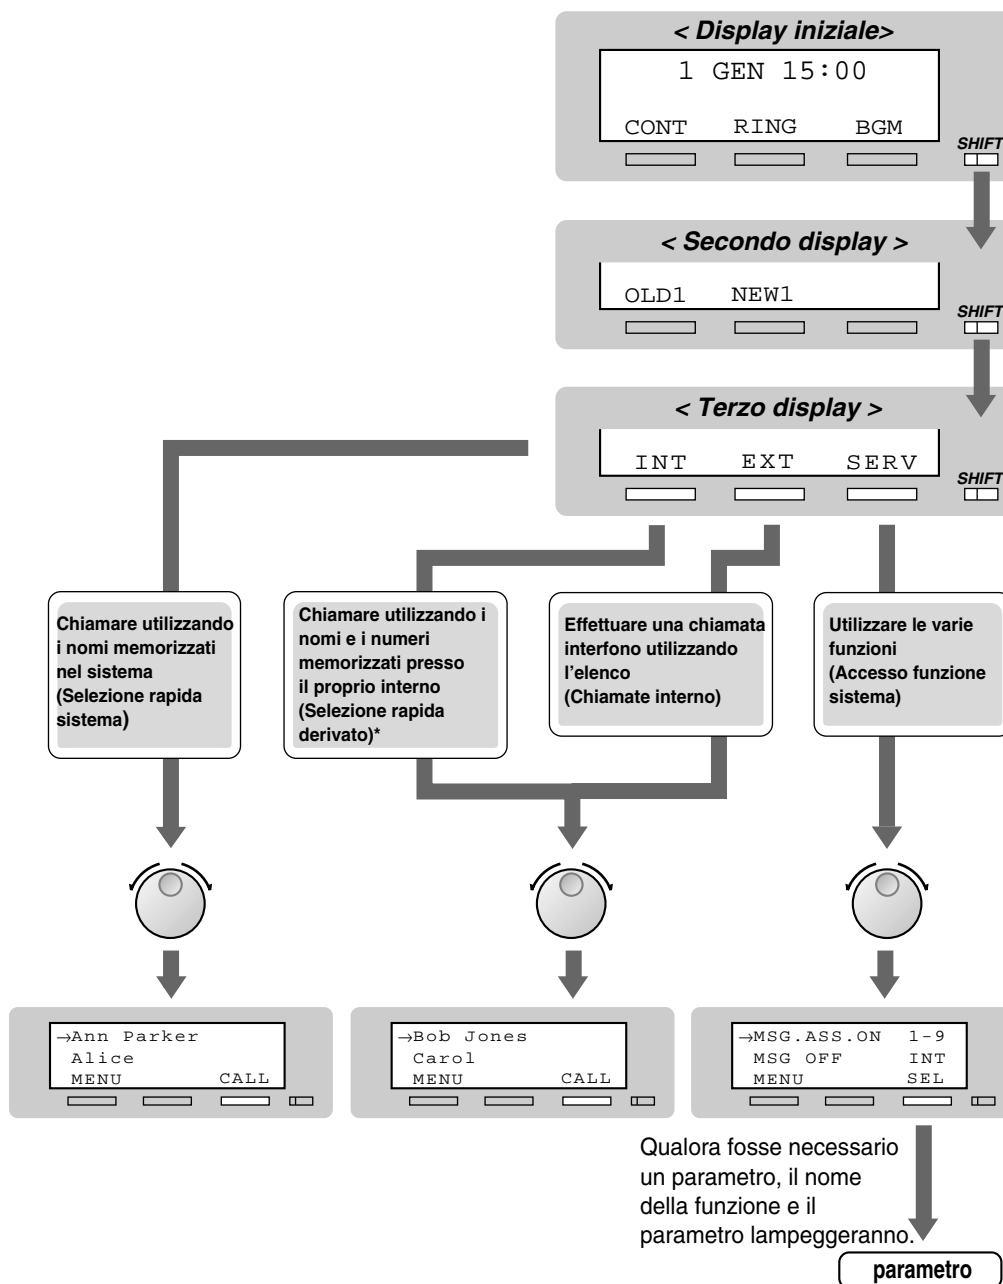 < Display iniziale>
1 GEN 15:00
CONT RING BGM
SHIFT
< Secondo display >
OLD1 NEW1
SHIFT
< Terzo display >
INT EXT SERV
SHIFT
Chiamare utilizzando
i nomi memorizzati
nel sistema
(Selezione rapida
sistema)
Chiamare utilizzando i
nomi e i numeri
memorizzati presso
il proprio interno
(Selezione rapida
derivato)*
Effettuare una chiamata
interfono utilizzando
l'elenco
(Chiamate interno)
Utilizzare le varie
funzioni
(Accesso funzione
sistema)
→Ann Parker
Alice
MENU CALL
→Bob Jones
Carol
MENU CALL
→MSG.ASS.ON 1-9
MSG OFF INT
MENU SEL
Qualora fosse necessario
un parametro, il nome
della funzione e il
parametro lampeggeranno.
parametro